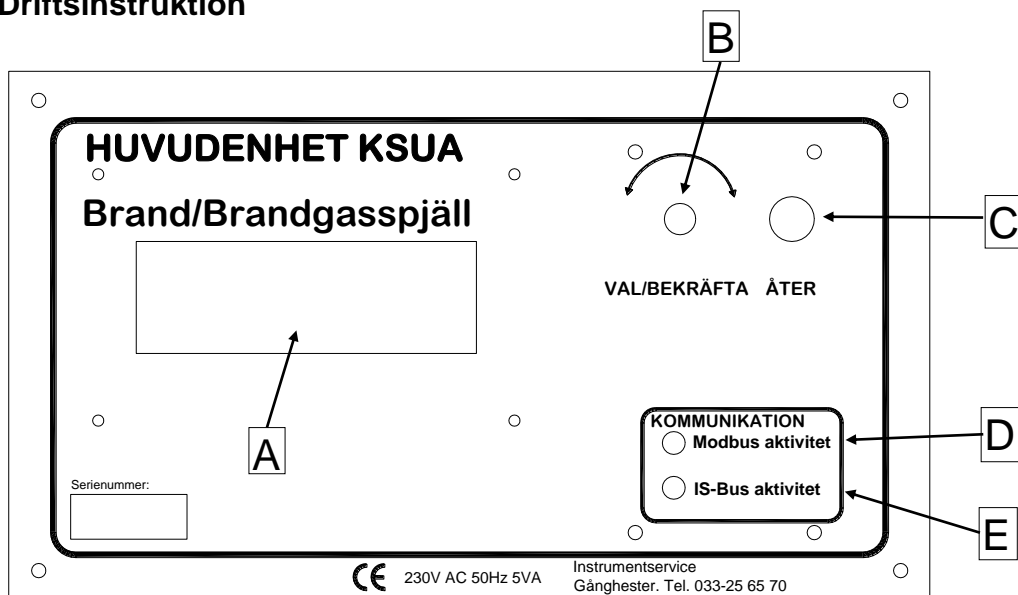 Driftsinstruktion
B
HUVUDENHET KSUA
Brand/Brandgasspjäll
C
VAL/BEKRÄFTA ÅTER
KOMMUNIKATION
Modbus aktivitet
D
A
Serienummer:
IS-Bus aktivitet
E
CE 230V AC 50Hz 5VA
Instrumentservice
Gånghester. Tel. 033-25 65 70